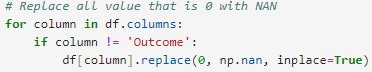 # Replace all value that is 0 with NAN
for column in df.columns:
    if column != 'Outcome':
        df[column].replace(0, np.nan, inplace=True)